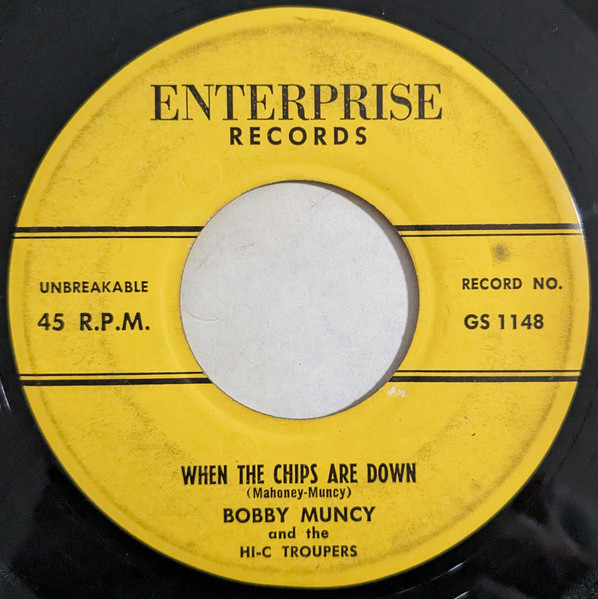 ENTERPRISE
RECORDS
UNBREAKABLE
45 R.P.M.
RECORD NO.
GS 1148
WHEN THE CHIPS ARE DOWN
(Mahoney-Muncy)
BOBBY MUNCY
and the
HI-C TROUPERS